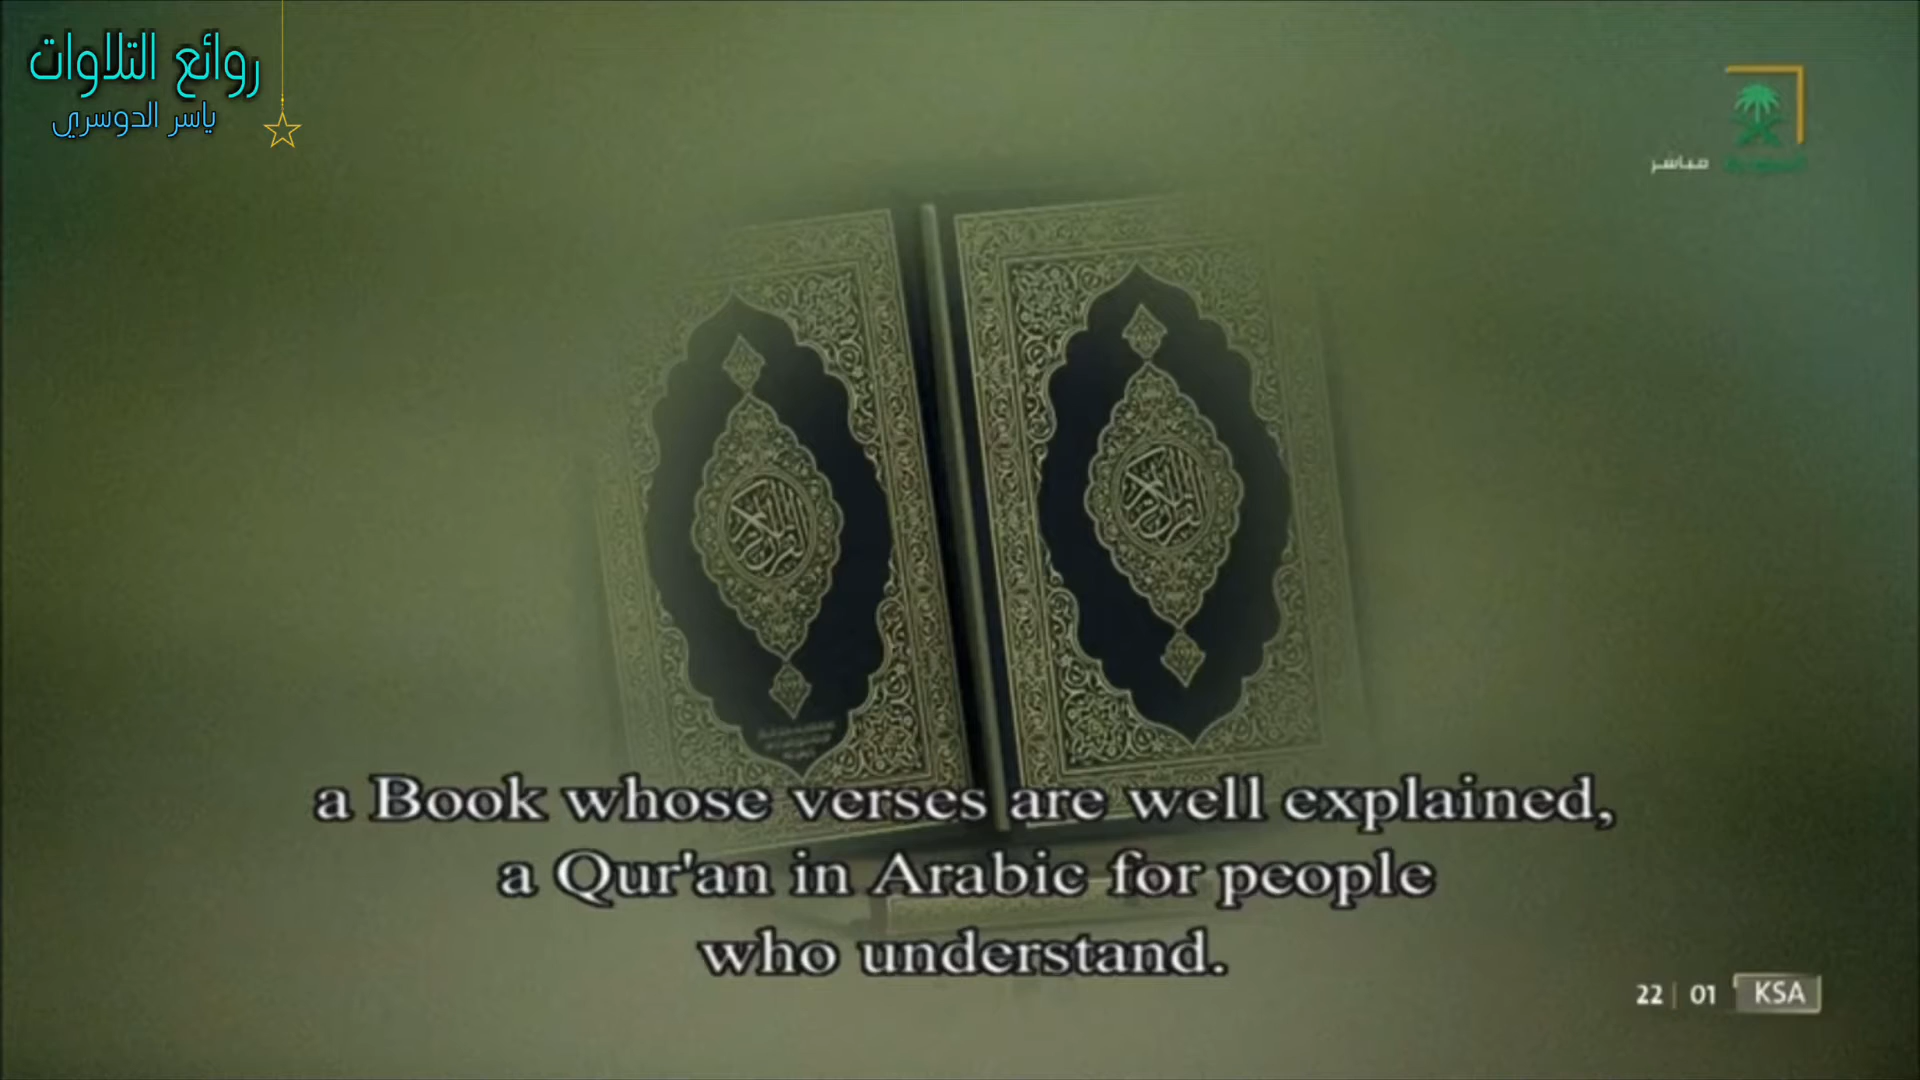 روائع التلاوات
ياسر الدوسري
مباشر
السعودية
a Book whose verses are well explained,
a Qur'an in Arabic for people
who understand.
22 | 01 KSA